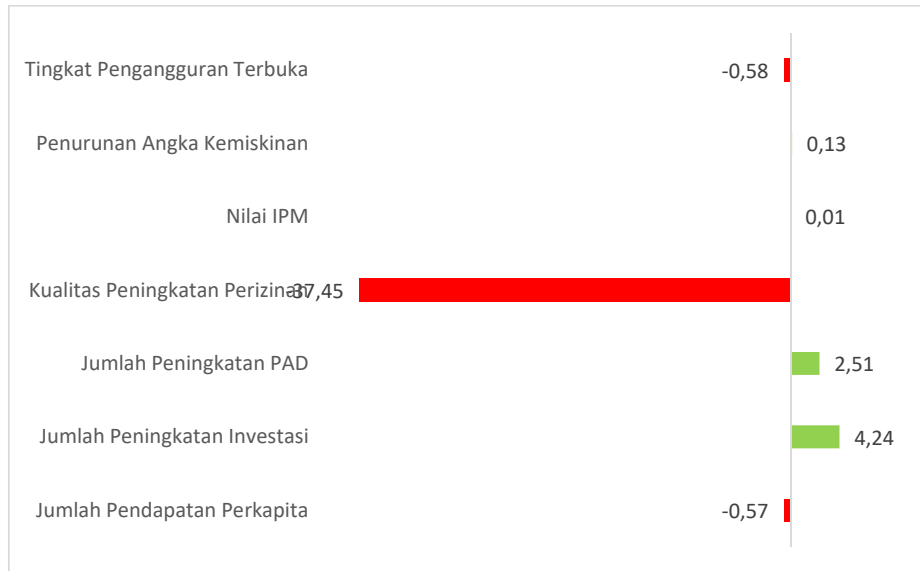 Tingkat Pengangguran Terbuka -0,58
Penurunan Angka Kemiskinan 0,13
Nilai IPM 0,01
Kualitas Peningkatan Perizinan -37,45
Jumlah Peningkatan PAD 2,51
Jumlah Peningkatan Investasi 4,24
Jumlah Pendapatan Perkapita -0,57